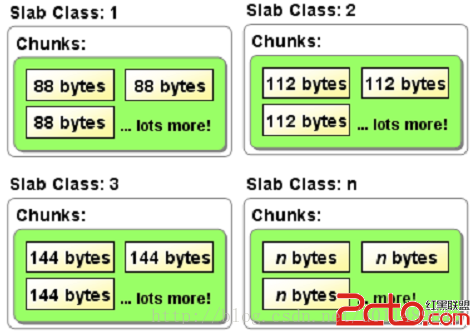 Slab Class: 1
Chunks:
88 bytes 88 bytes
88 bytes ... lots more!
Slab Class: 2
Chunks:
112 bytes 112 bytes
112 bytes ... lots more!
Slab Class: 3
Chunks:
144 bytes 144 bytes
144 bytes ... lots more!
Slab Class: n
Chunks:
n bytes n bytes
n bytes more!
2cto
红黑联盟
.com